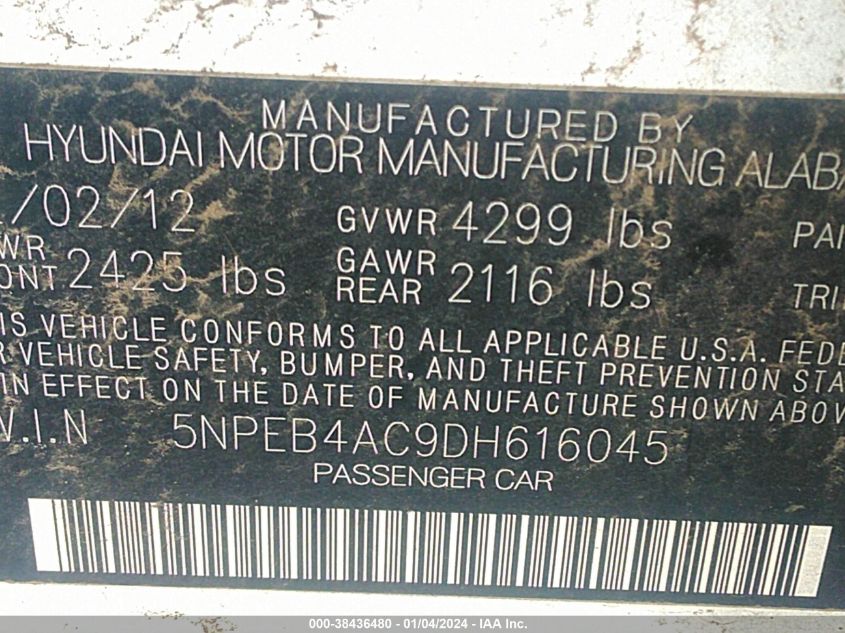 MANUFACTURED BY
HYUNDAI MOTOR MANUFACTURING ALABA
/02/12 GVWR 4299 lbs PAI
WR ONT 2425 lbs GAWR REAR 2116 lbs TRI
IS VEHICLE CONFORMS TO ALL APPLICABLE U.S.A. FEDE
R VEHICLE SAFETY, BUMPER, AND THEFT PREVENTION STA
IN EFFECT ON THE DATE OF MANUFACTURE SHOWN ABOV
V.I.N 5NPEB4AC9DH616045
PASSENGER CAR
000-38436480 - 01/04/2024 - IAA Inc.